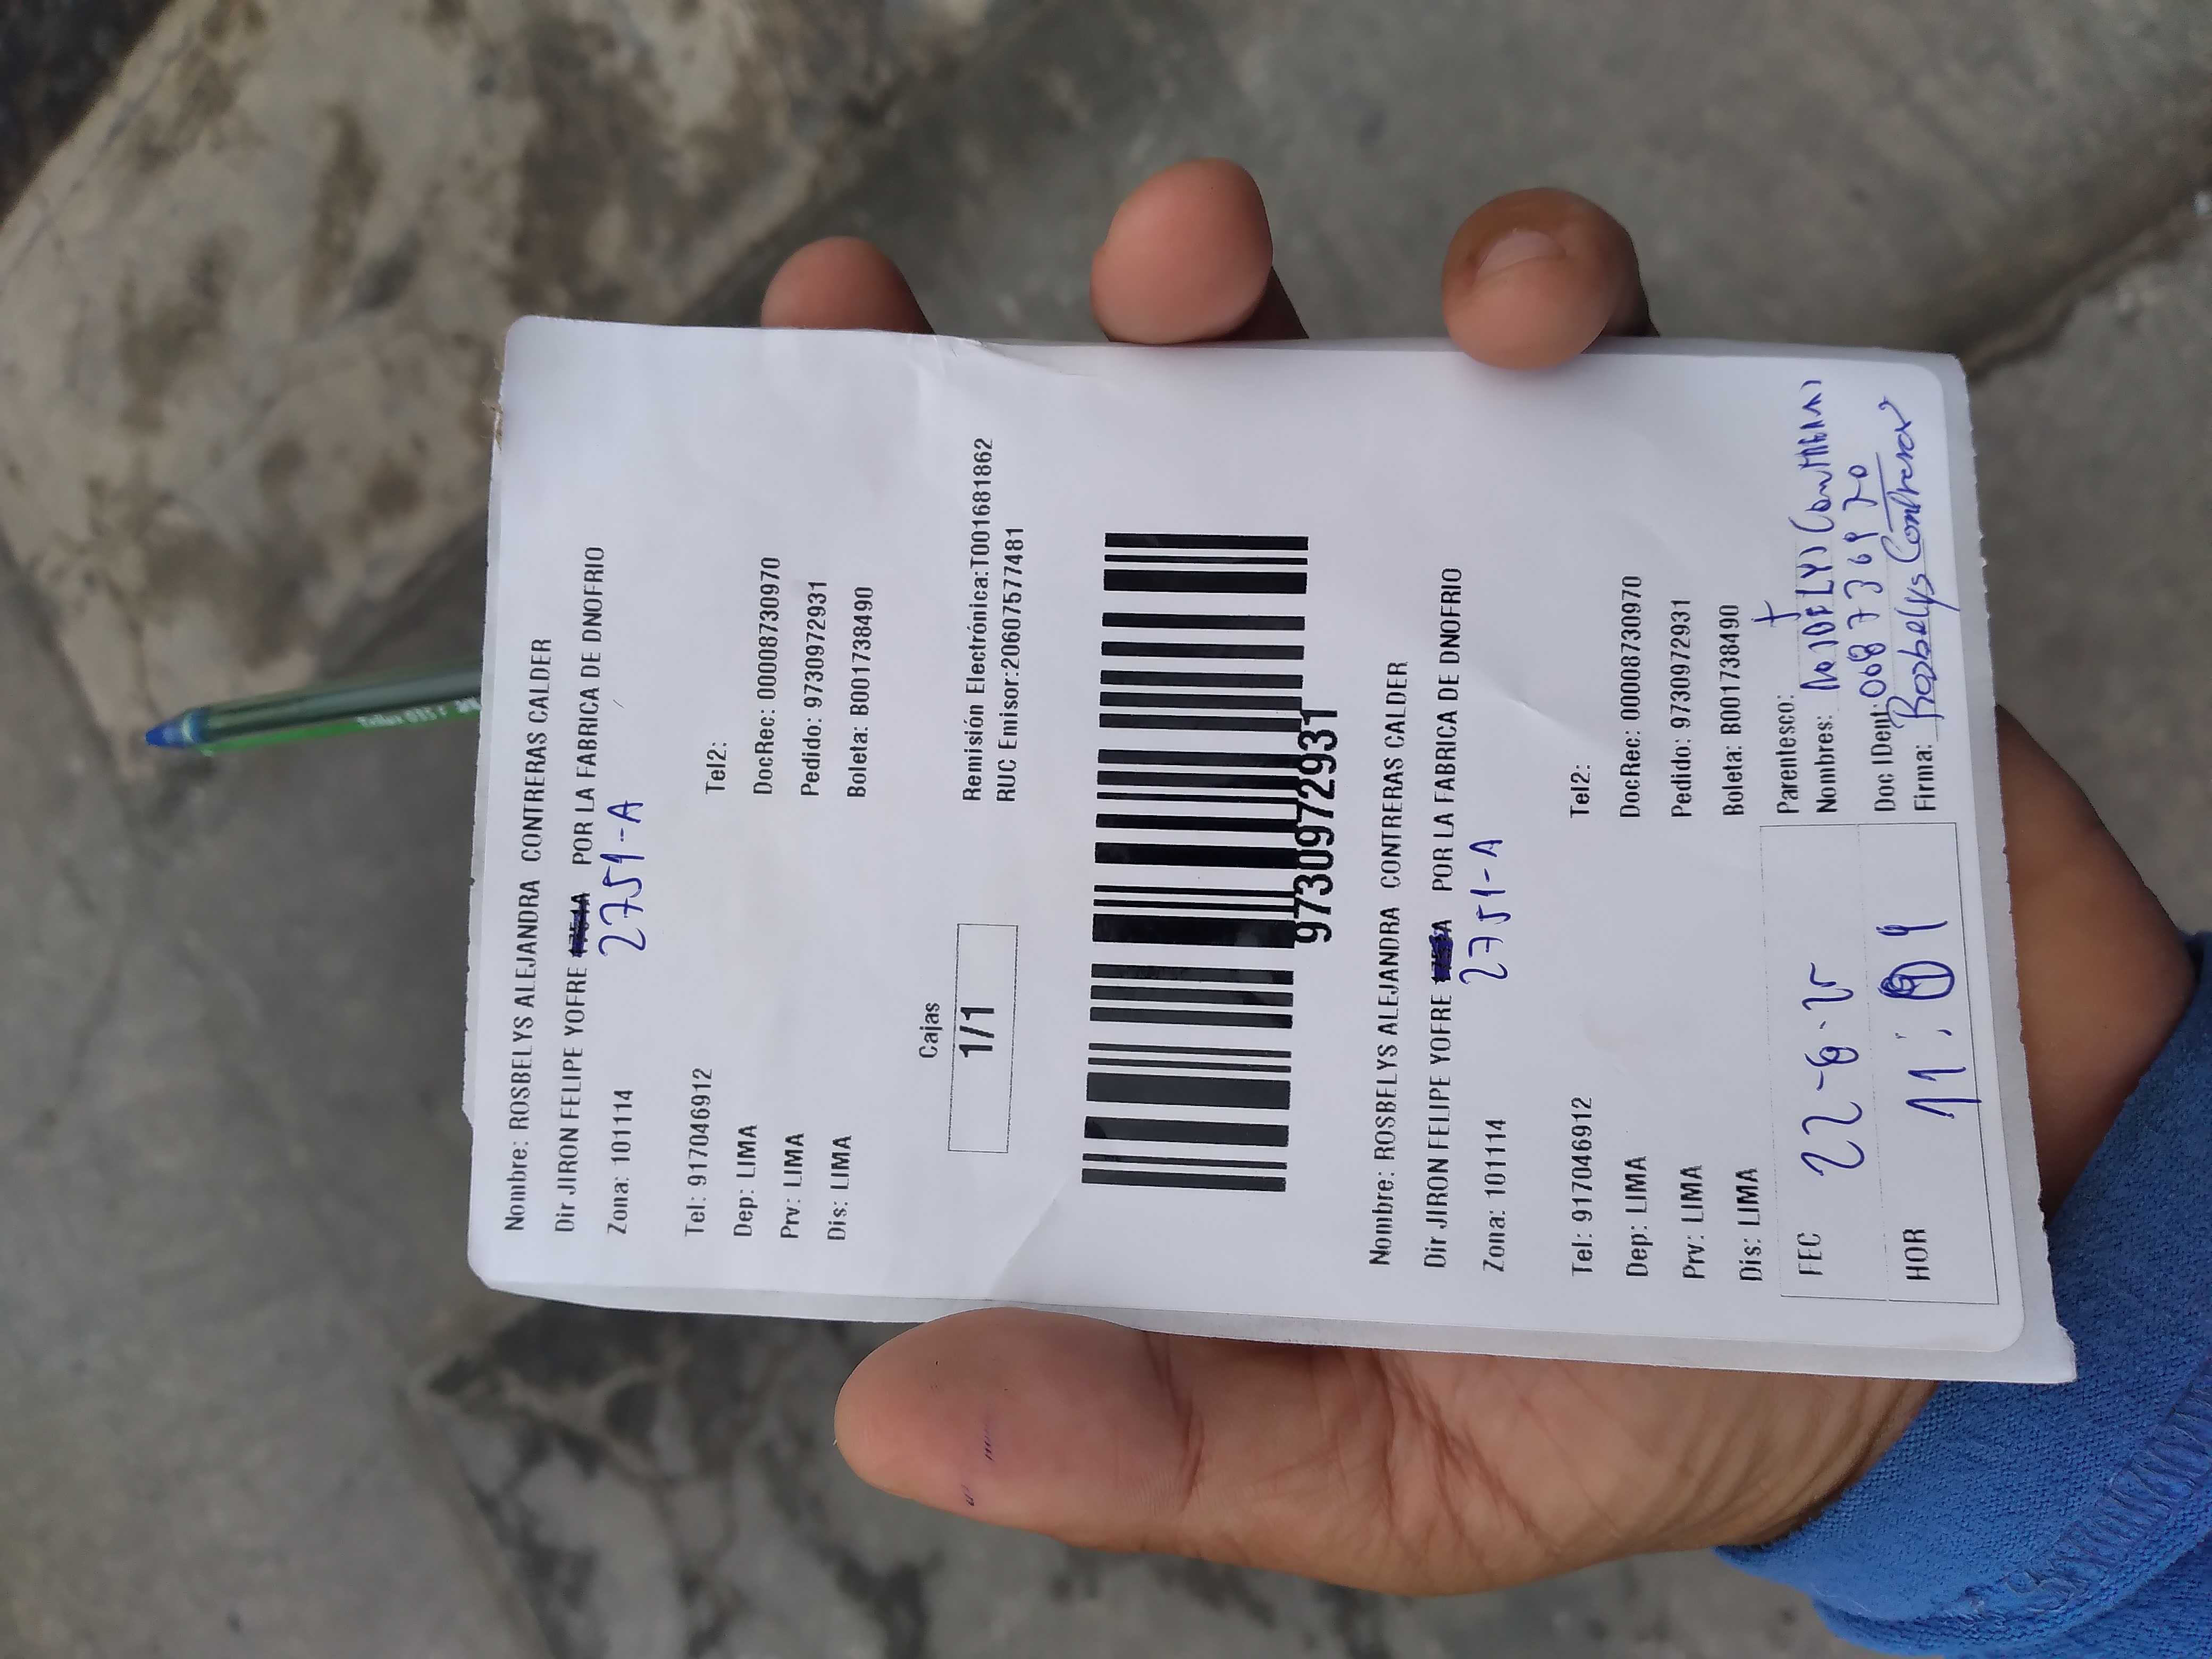 Nombre: ROSBELYS ALEJANDRA CONTRERAS CALDER
Dir JIRON FELIPE YOFRE POR LA FABRICA DE DNOFRIO
2751-A
Zona: 101114
Tel: 917046912 Tel2:
Dep: LIMA DocRec: 00008730970
Prv: LIMA Pedido: 9730972931
Dis: LIMA Boleta: B001738490
Cajas
1/1
Remisión Electrónica:T001681862
RUC Emisor:20607577481
9730972931
Nombre: ROSBELYS ALEJANDRA CONTRERAS CALDER
Dir JIRON FELIPE YOFRE POR LA FABRICA DE DNOFRIO
2751-A
Zona: 101114
Tel: 917046912 Tel2:
Dep: LIMA DocRec: 00008730970
Prv: LIMA Pedido: 9730972931
Dis: LIMA Boleta: B001738490
Parentesco: T
FEC 22-8-25
Nombres:
Doc IDent:
HOR 11:
Firma: Rosbelys Contreras